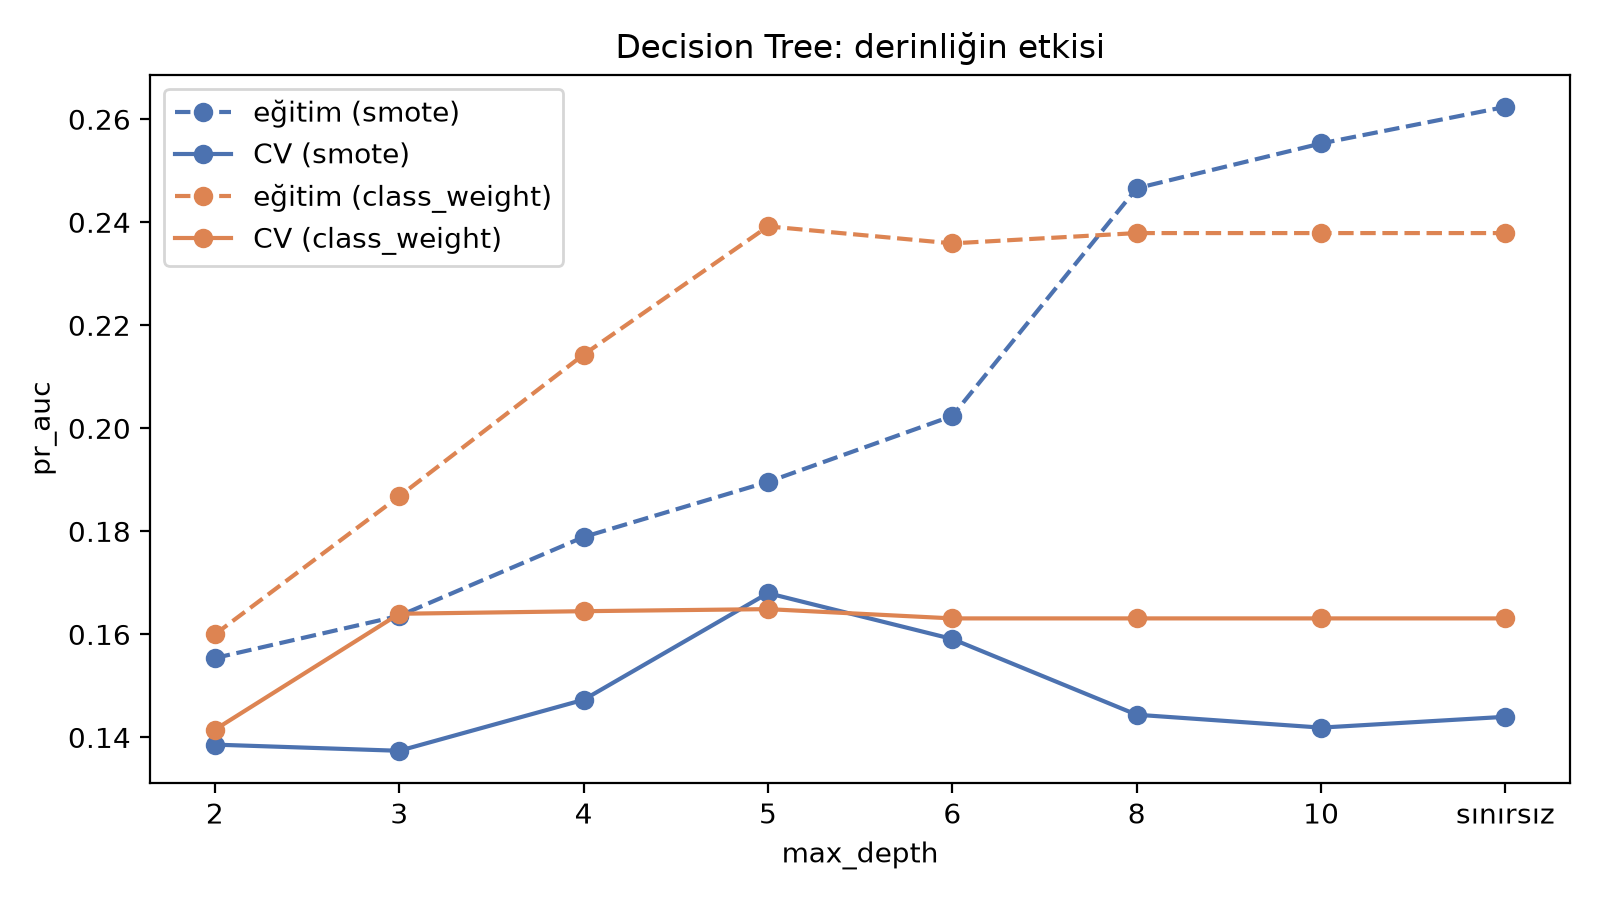 Decision Tree: derinliğin etkisi
eğitim (smote)
CV (smote)
eğitim (class_weight)
CV (class_weight)
pr_auc
0.26
0.24
0.22
0.20
0.18
0.16
0.14
2 3 4 5 6 8 10 sınırsız
max_depth